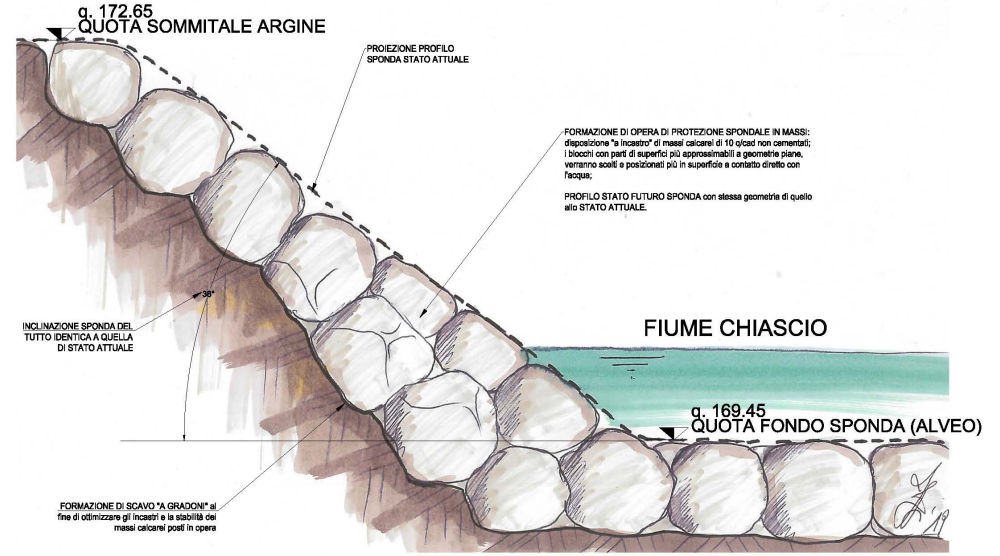 q. 172.65
QUOTA SOMMITALE ARGINE
PROIEZIONE PROFILO
SPONDA STATO ATTUALE
FORMAZIONE DI OPERA DI PROTEZIONE SPONDALE IN MASSI:
disposizione "a incastro" di massi calcarei di 10 q/cad non cementati;
i blocchi con parti di superfici più approssimabili a geometrie piane,
verranno scelti e posizionati più in superficie a contatto diretto con
l'acqua;
PROFILO STATO FUTURO SPONDA con stessa geometria di quello
allo STATO ATTUALE.
36°
INCLINAZIONE SPONDA DEL
TUTTO IDENTICA A QUELLA
DI STATO ATTUALE
FIUME CHIASCIO
q. 169.45
QUOTA FONDO SPONDA (ALVEO)
FORMAZIONE DI SCAVO "A GRADONI" al
fine di ottimizzare gli incastri e la stabilità dei
massi calcarei posti in opera